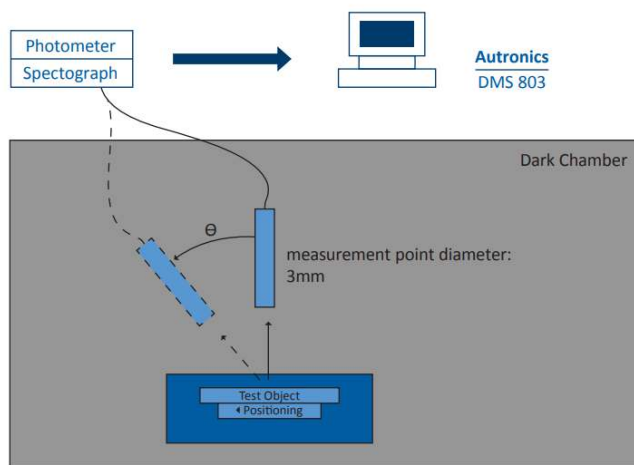 Photometer
Spectograph
Autronics
DMS 803
Dark Chamber
Θ
measurement point diameter:
3mm
Test Object
Positioning